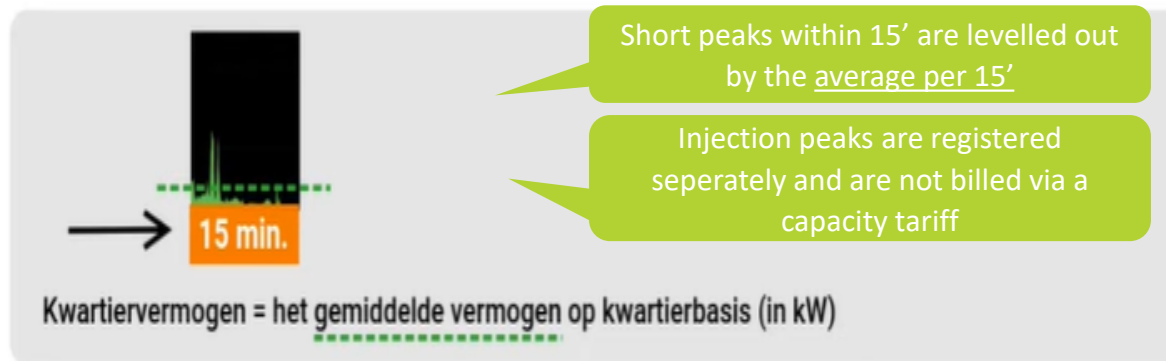 Short peaks within 15’ are levelled out
by the average per 15’
Injection peaks are registered
seperately and are not billed via a
capacity tariff
15 min.
Kwartiervermogen = het gemiddelde vermogen op kwartierbasis (in kW)